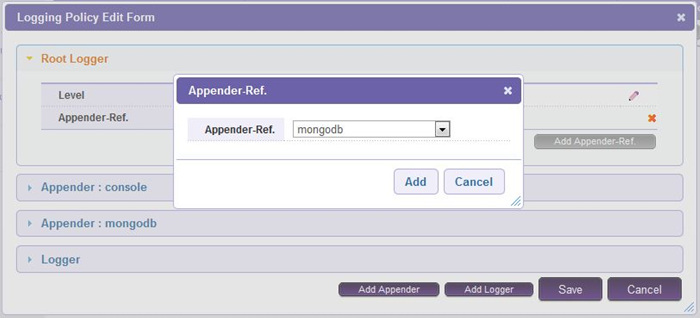 Logging Policy Edit Form
Root Logger
Level
Appender-Ref.
Add Appender-Ref.
Appender-Ref.
Appender-Ref. mongodb
Add Cancel
Appender : console
Appender : mongodb
Logger
Add Appender Add Logger Save Cancel